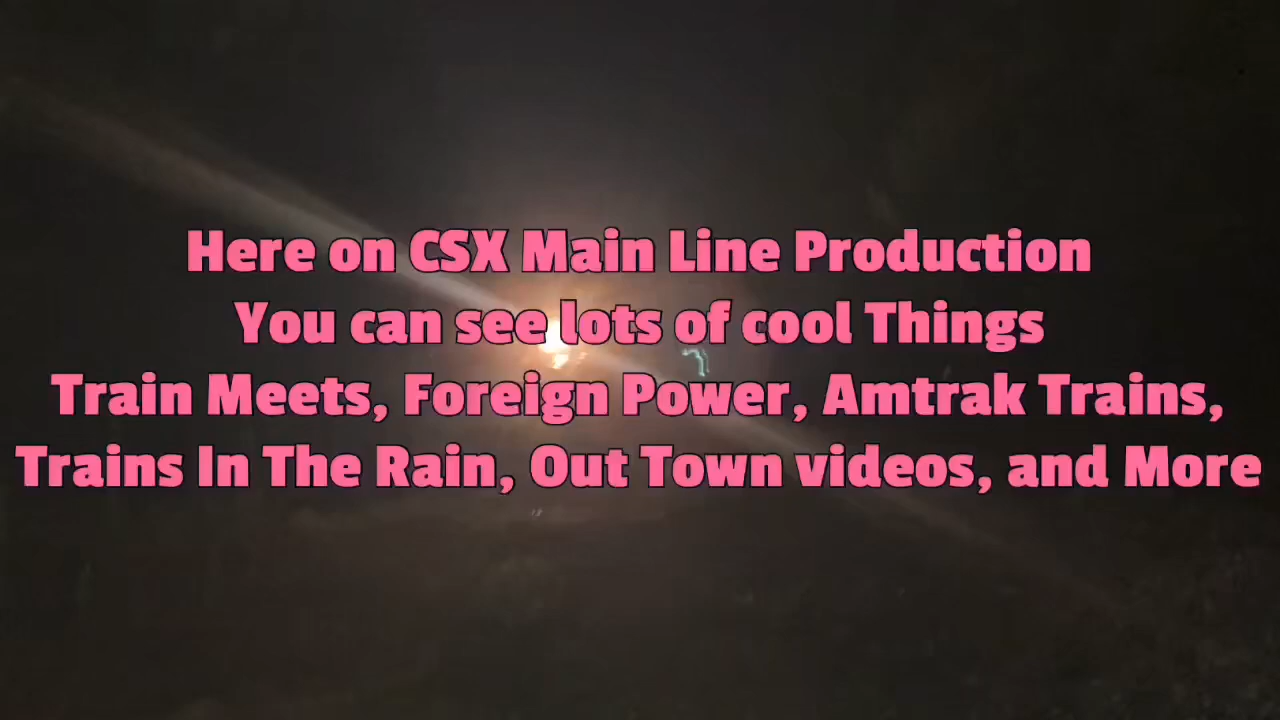 Here on CSX Main Line Production
You can see lots of cool Things
Train Meets, Foreign Power, Amtrak Trains,
Trains In The Rain, Out Town videos, and More